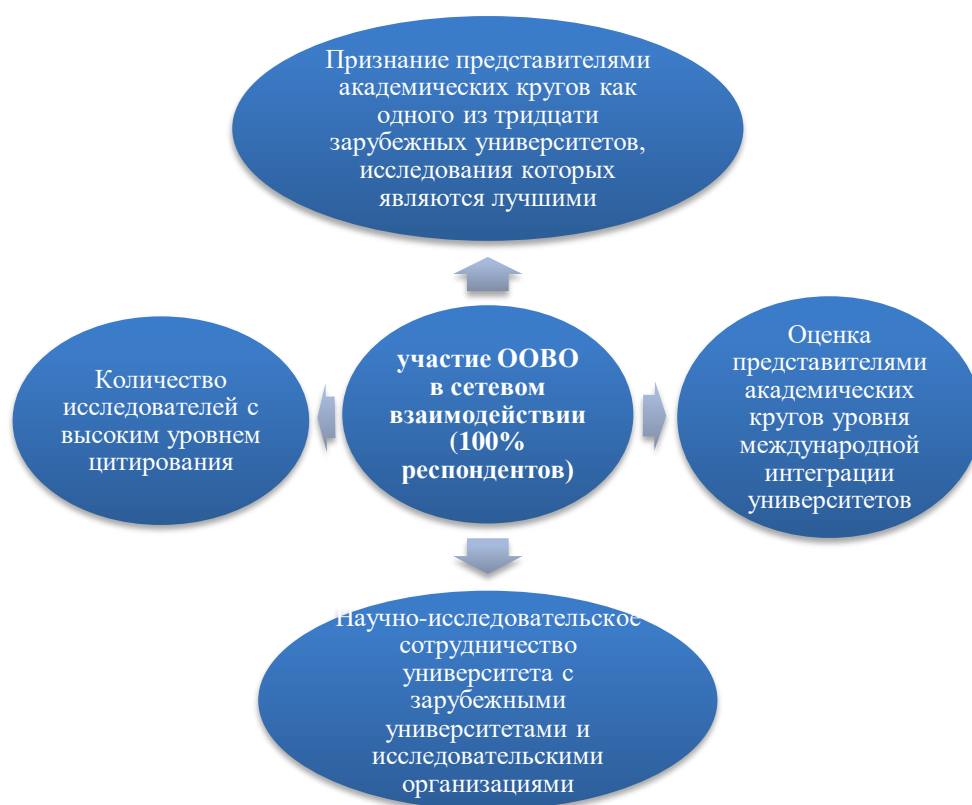 Признание представителями
академических кругов как
одного из тридцати
зарубежных университетов,
исследования которых
являются лучшими
Количество
исследователей с
высоким уровнем
цитирования
участие ООВО
в сетевом
взаимодействии
(100%
респондентов)
Оценка
представителями
академических
кругов уровня
международной
интеграции
университетов
Научно-исследовательское
сотрудничество
университета с
зарубежными
университетами и
исследовательскими
организациями